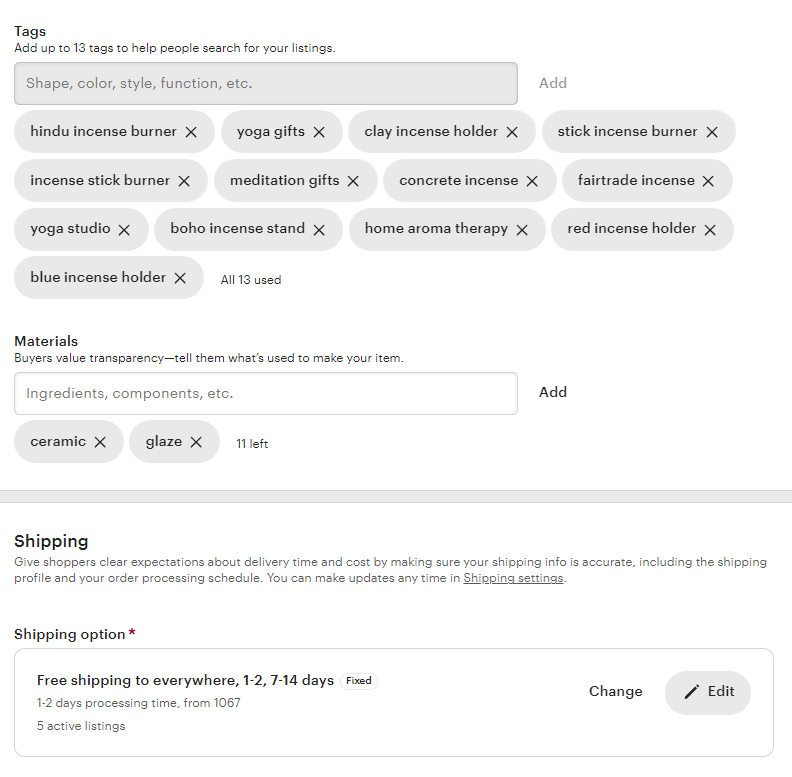 Tags
Add up to 13 tags to help people search for your listings.
Shape, color, style, function, etc. Add
hindu incense burner yoga gifts clay incense holder stick incense burner
incense stick burner meditation gifts concrete incense fairtrade incense
yoga studio boho incense stand home aroma therapy red incense holder
blue incense holder All 13 used
Materials
Buyers value transparency—tell them what's used to make your item.
Ingredients, components, etc. Add
ceramic glaze 11 left
Shipping
Give shoppers clear expectations about delivery time and cost by making sure your shipping info is accurate, including the shipping
profile and your order processing schedule. You can make updates any time in Shipping settings.
Shipping option *
Free shipping to everywhere, 1-2, 7-14 days Fixed
1-2 days processing time, from 1067
5 active listings
Change Edit